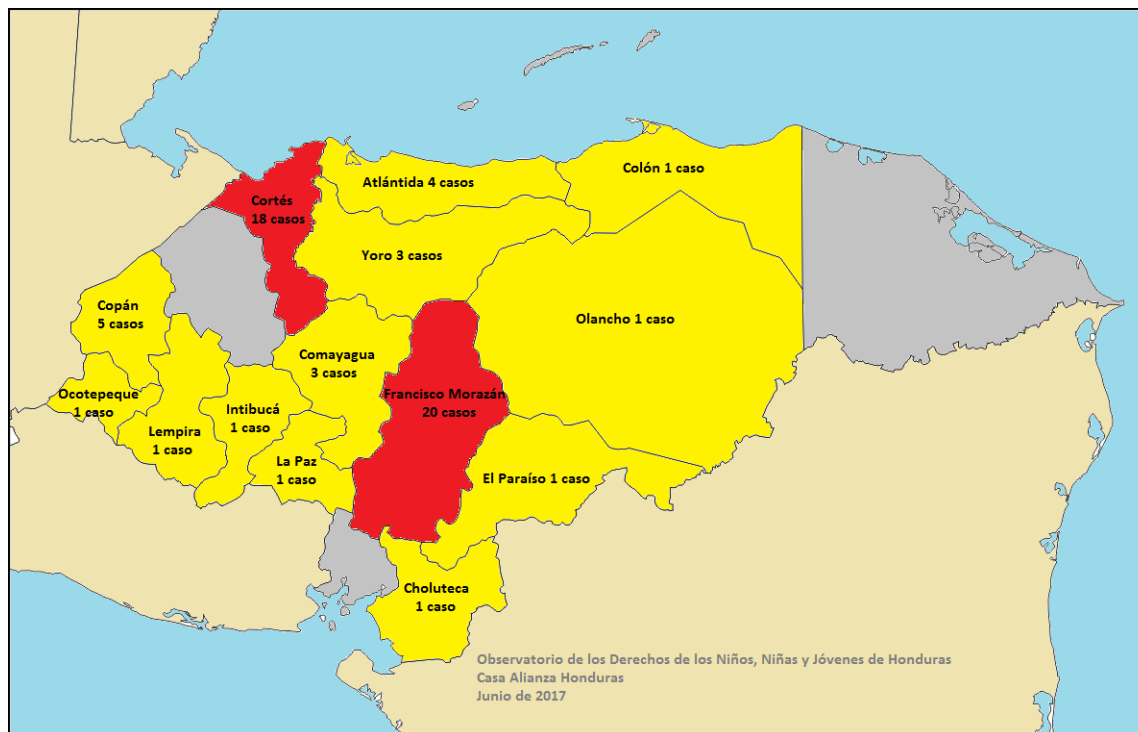 Colón 1 caso
Atlántida 4 casos
Cortés
18 casos
Yoro 3 casos
Copán
5 casos
Olancho 1 caso
Comayagua
3 casos
Ocotepeque
1 caso
Francisco Morazán
20 casos
Intibucá
1 caso
Lempira
1 caso
La Paz
1 caso
El Paraíso 1 caso
Choluteca
1 caso
Observatorio de los Derechos de los Niños, Niñas y Jóvenes de Honduras
Casa Alianza Honduras
Junio de 2017